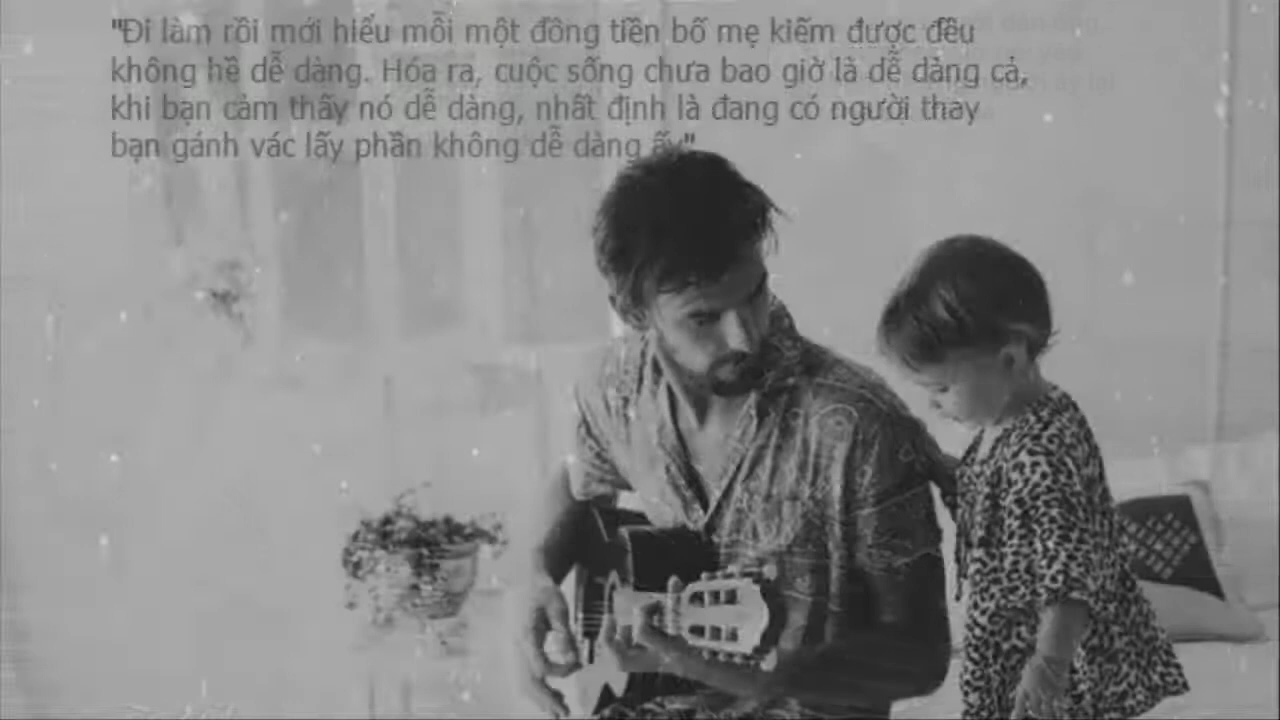 "Đi làm rồi mới hiểu mỗi một đồng tiền bố mẹ kiếm được đều
không hề dễ dàng. Hóa ra, cuộc sống chưa bao giờ là dễ dàng cả,
khi bạn cảm thấy nó dễ dàng, nhất định là đang có người thay
bạn gánh vác lấy phần không dễ dàng ấy"